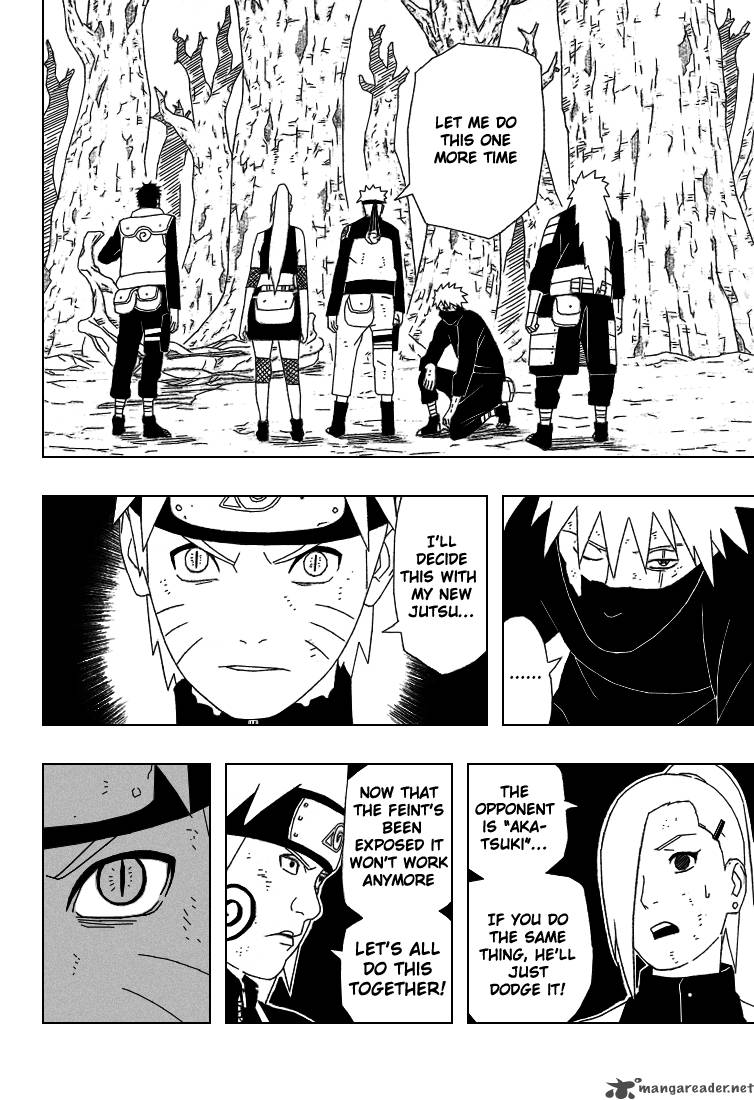 LET ME DO
THIS ONE
MORE TIME
......
I'LL
DECIDE
THIS WITH
MY NEW
JUTSU...
THE
OPPONENT
IS "AKA-
TSUKI"...
IF YOU DO
THE SAME
THING, HE'LL
JUST
DODGE IT!
NOW THAT
THE FEINT'S
BEEN
EXPOSED IT
WON'T WORK
ANYMORE
LET'S ALL
DO THIS
TOGETHER!
mangareader.net